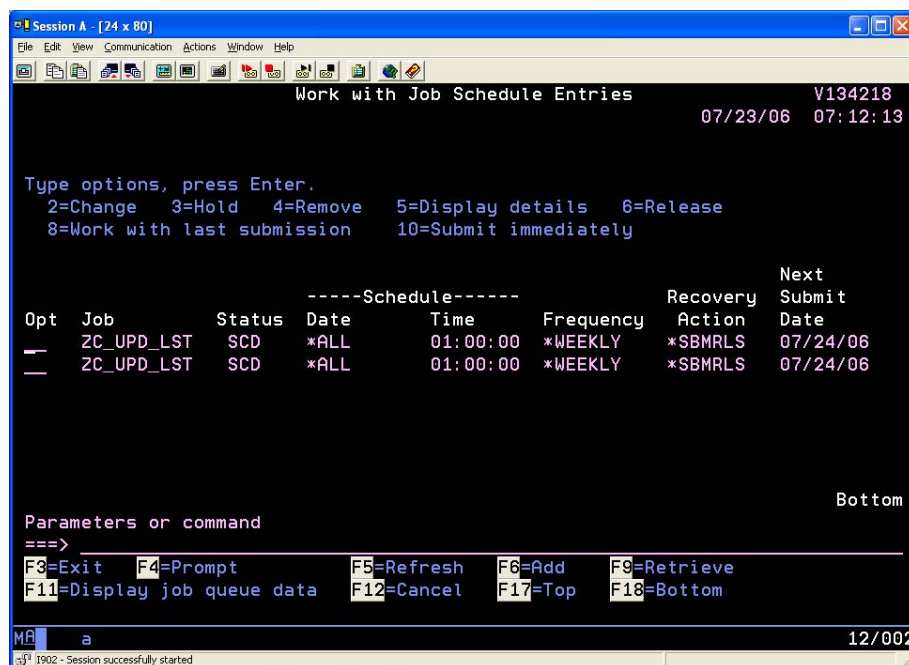 Session A - [24 x 80]
File Edit View Communication Actions Window Help
Work with Job Schedule Entries V134218
07/23/06 07:12:13
Type options, press Enter.
2=Change 3=Hold 4=Remove 5=Display details 6=Release
8=Work with last submission 10=Submit immediately
Next
-----Schedule------ Recovery Submit
Opt Job Status Date Time Frequency Action Date
__ ZC_UPD_LST SCD *ALL 01:00:00 *WEEKLY *SBMRLS 07/24/06
__ ZC_UPD_LST SCD *ALL 01:00:00 *WEEKLY *SBMRLS 07/24/06
Bottom
Parameters or command
===>
F3=Exit F4=Prompt F5=Refresh F6=Add F9=Retrieve
F11=Display job queue data F12=Cancel F17=Top F18=Bottom
MA a 12/002
I902 - Session successfully started